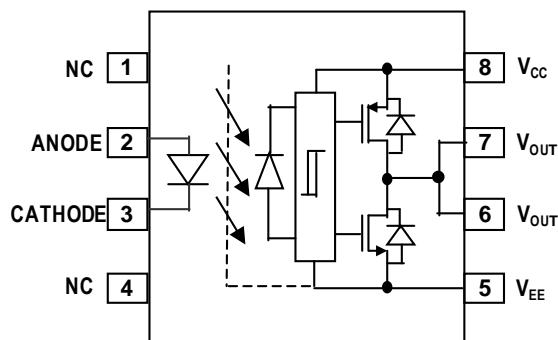 NC 1
ANODE 2
CATHODE 3
NC 4
8 VCC
7 VOUT
6 VOUT
5 VEE